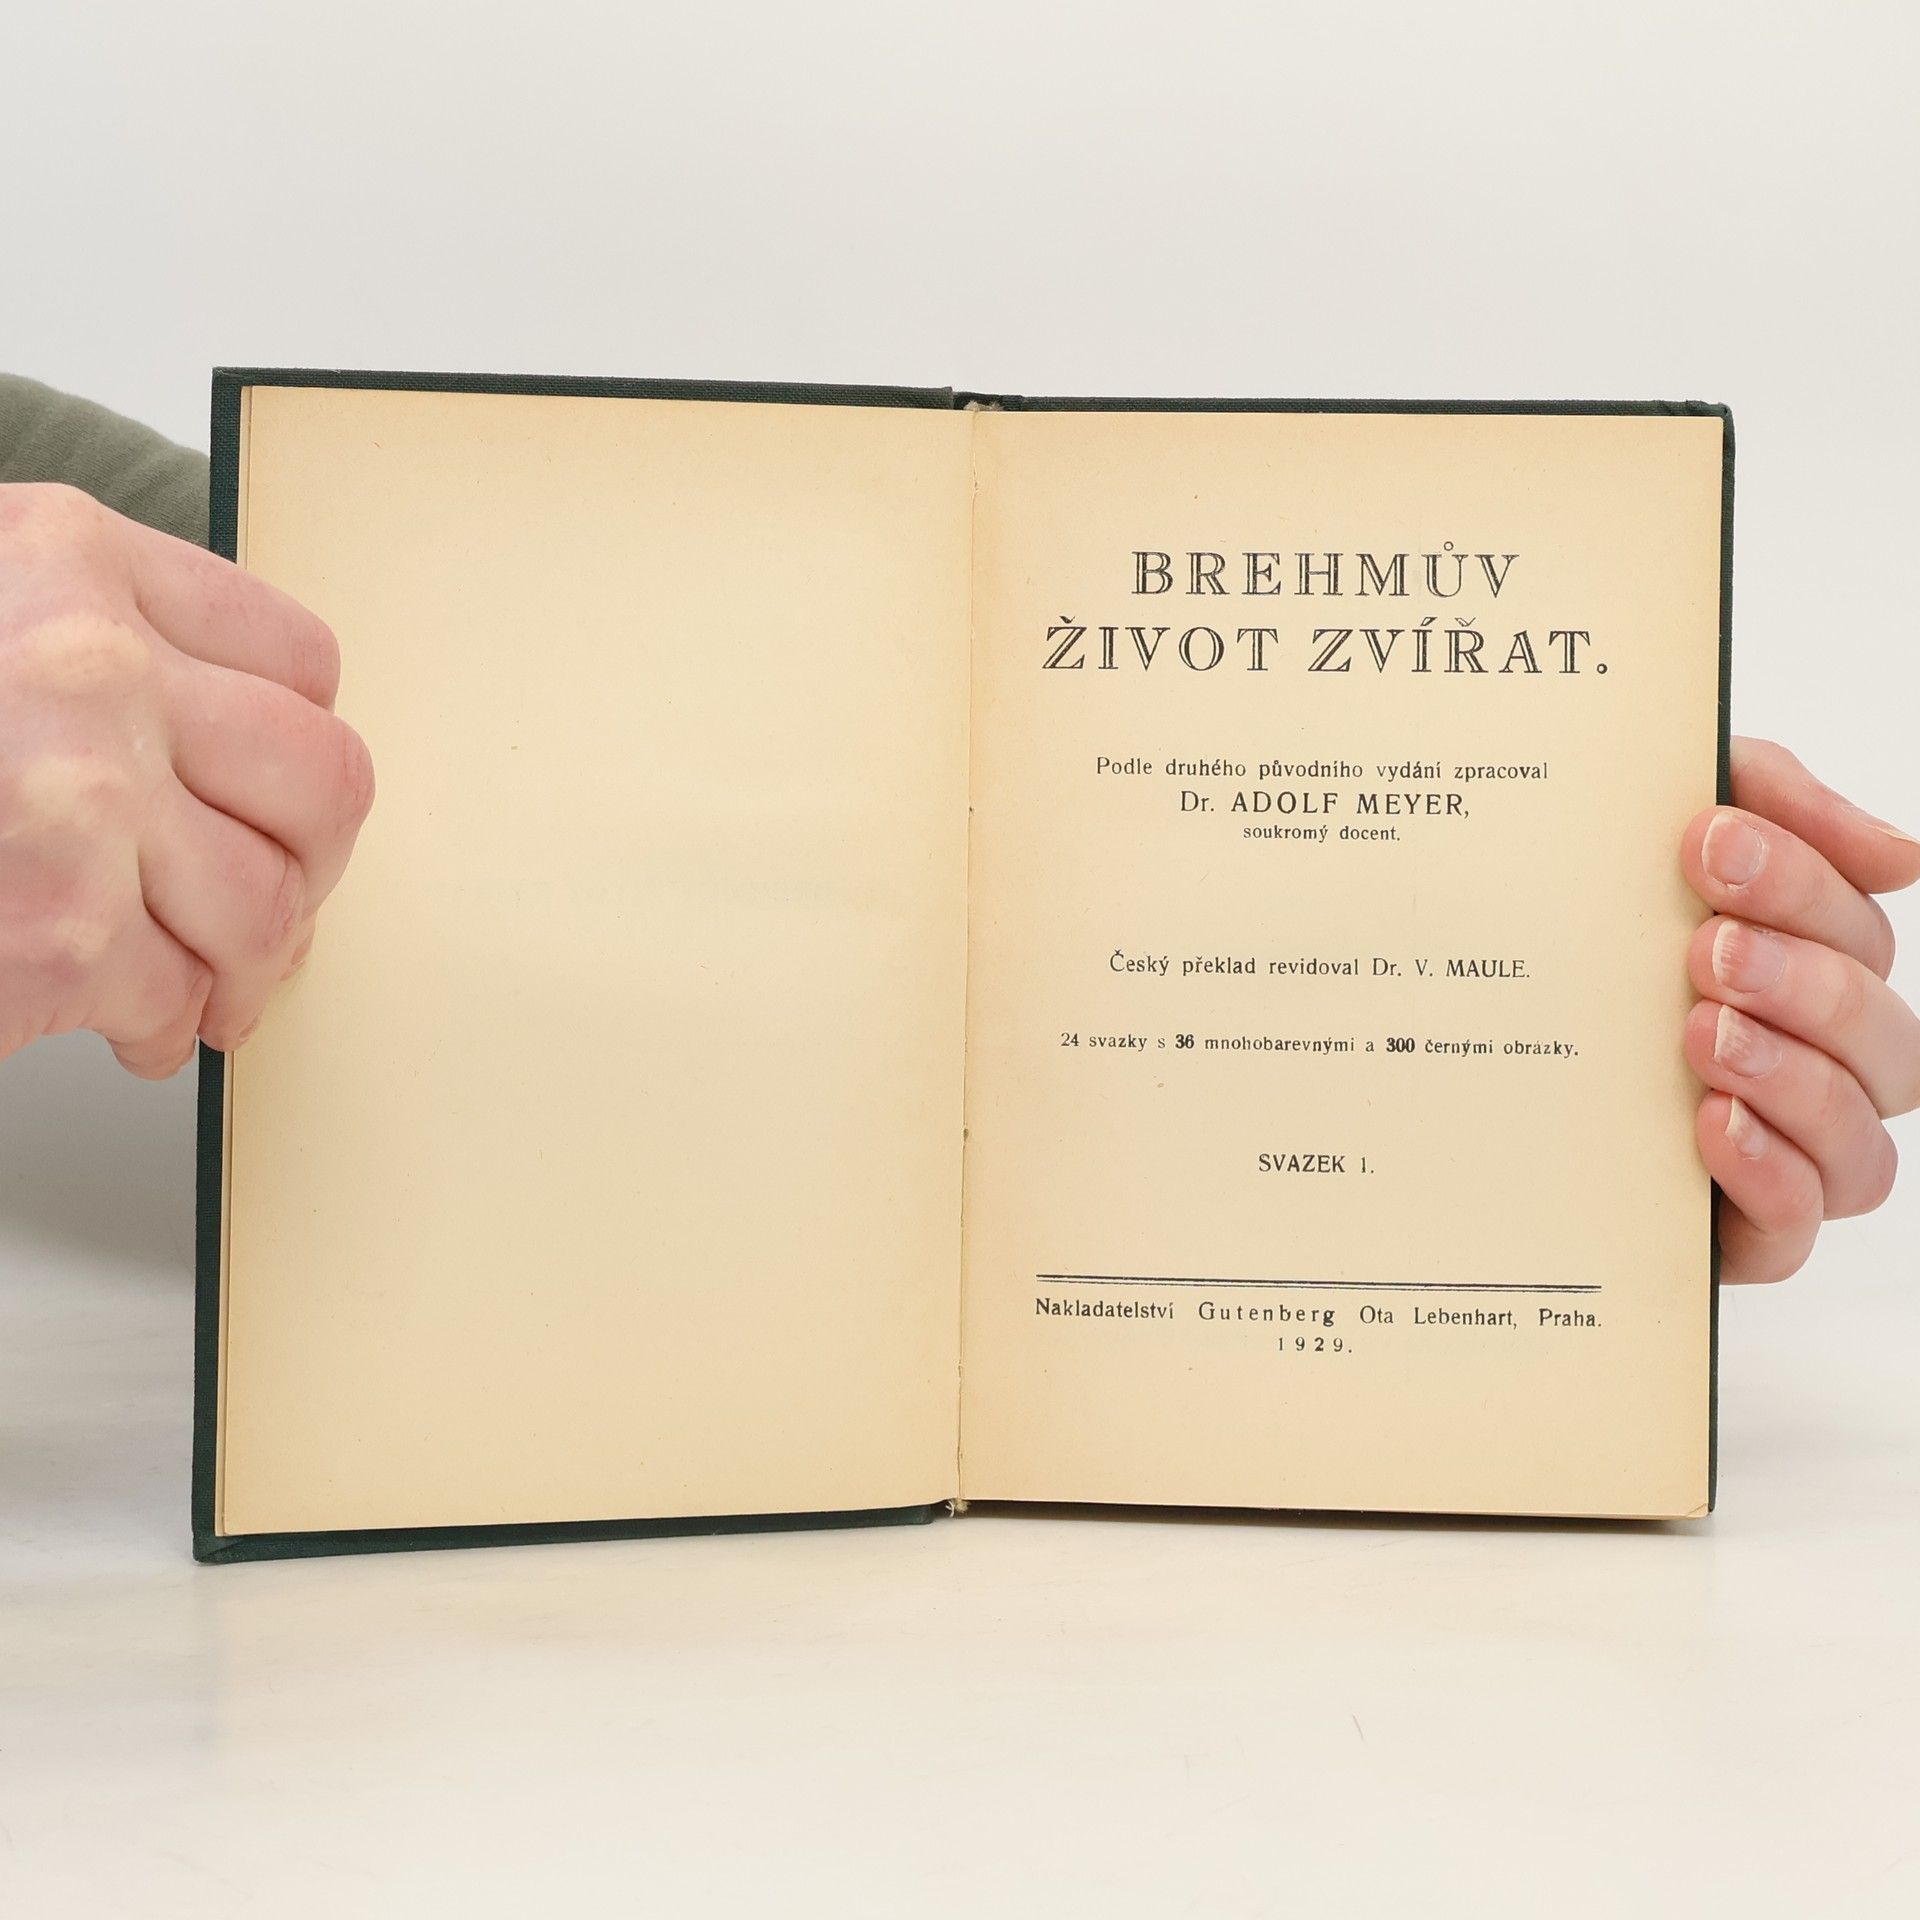 BREHMŮV
ŽIVOT ZVÍŘAT.
Podle druhého původního vydání zpracoval
Dr. ADOLF MEYER,
soukromý docent.
Český překlad revidoval Dr. V. MAULE.
24 svazky s 36 mnohobarevnými a 300 černými obrázky.
SVAZEK 1.
Nakladatelství Gutenberg Ota Lebenhart, Praha.
1929.